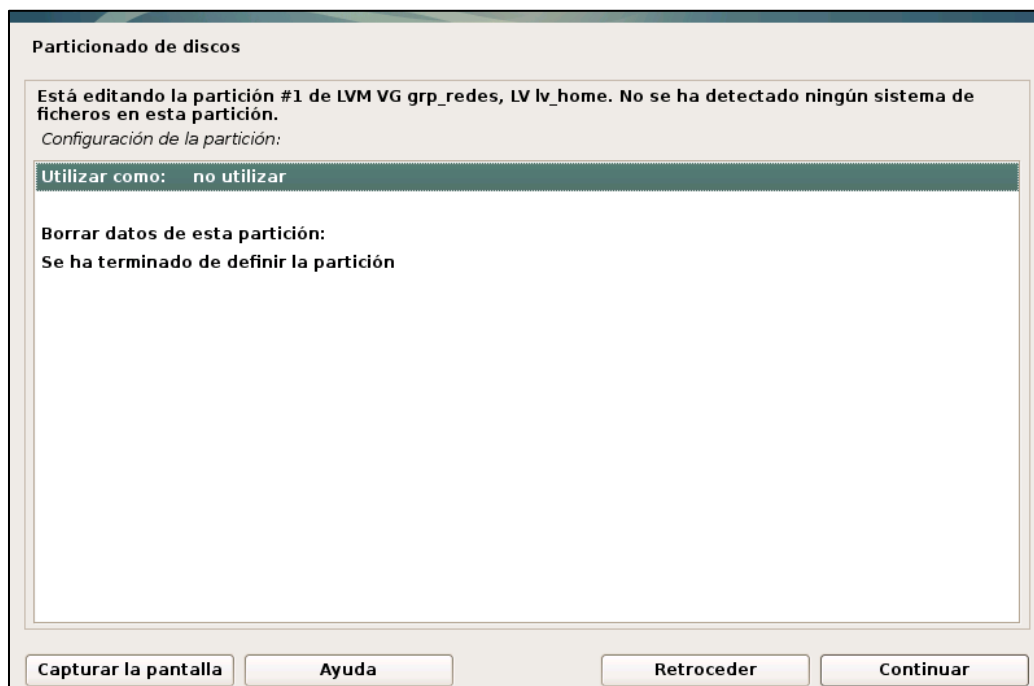 Particionado de discos
Está editando la partición #1 de LVM VG grp_redes, LV lv_home. No se ha detectado ningún sistema de
ficheros en esta partición.
Configuración de la partición:
Utilizar como: no utilizar
Borrar datos de esta partición:
Se ha terminado de definir la partición
Capturar la pantalla Ayuda Retroceder Continuar